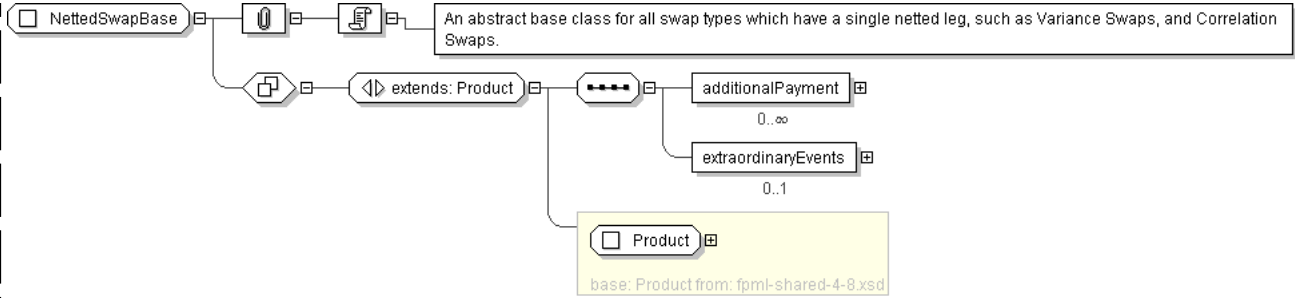 NettedSwapBase
An abstract base class for all swap types which have a single netted leg, such as Variance Swaps, and Correlation
Swaps.
extends: Product
additionalPayment
0..∞
extraordinaryEvents
0..1
Product
base: Product from: fpml-shared-4-8.xsd